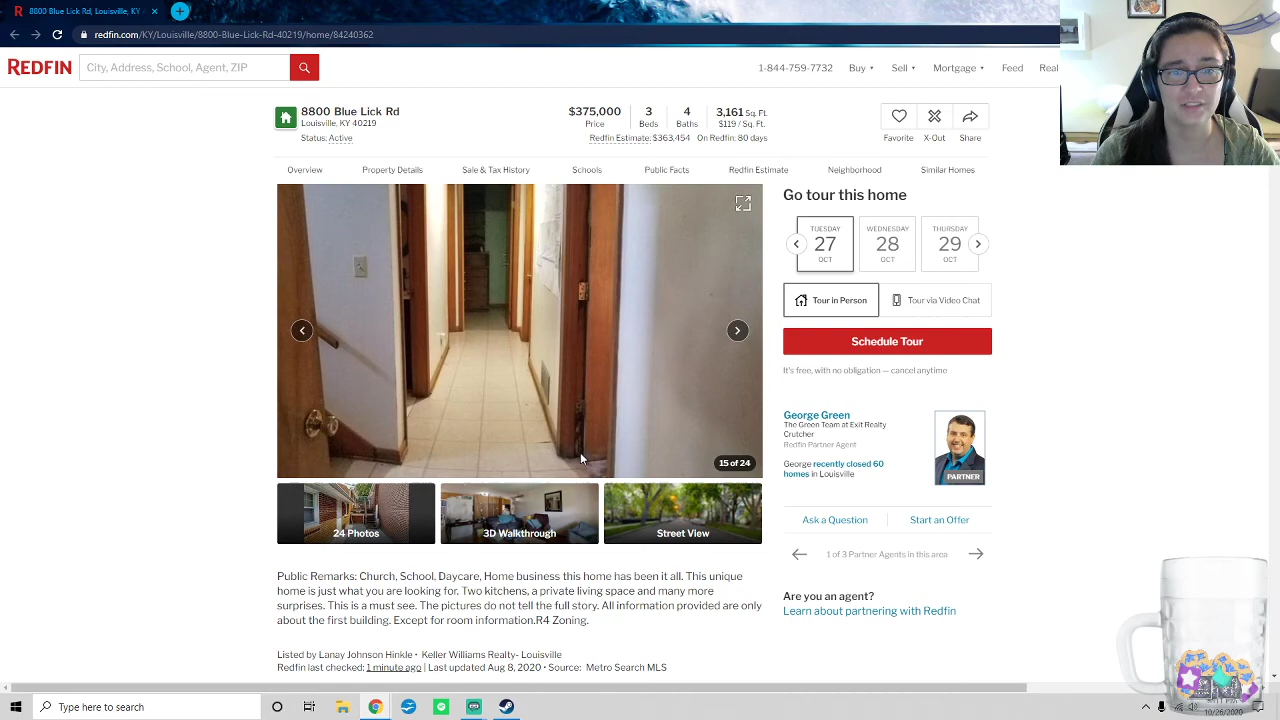 8800 Blue Lick Rd, Louisville, KY
redfin.com/KY/Louisville/8800-Blue-Lick-Rd-40219/home/84240362
REDFIN
City, Address, School, Agent, ZIP
1-844-759-7732 Buy Sell Mortgage Feed Real
8800 Blue Lick Rd
Louisville, KY 40219
Status: Active
$375,000 3 4 3,161 Sq. Ft.
Price Beds Baths $119 / Sq. Ft.
Redfin Estimate: $363,454 On Redfin: 80 days
Favorite X-Out Share
Overview Property Details Sale & Tax History Schools Public Facts Redfin Estimate Neighborhood Similar Homes
15 of 24
24 Photos 3D Walkthrough Street View
Go tour this home
TUESDAY WEDNESDAY THURSDAY
27 28 29
OCT OCT OCT
Tour in Person Tour via Video Chat
Schedule Tour
It's free, with no obligation — cancel anytime
George Green
The Green Team at Exit Realty
Crutcher
Redfin Partner Agent
George recently closed 60
homes in Louisville
PARTNER
Ask a Question Start an Offer
1 of 3 Partner Agents in this area
Are you an agent?
Learn about partnering with Redfin
Public Remarks: Church, School, Daycare, Home business this home has been it all. This unique
home is just what you are looking for. Two kitchens, a private living space and many more
surprises. This is a must see. The pictures do not tell the full story. All information provided are only
about the first building. Except for room information.R4 Zoning.
Listed by Lanay Johnson Hinkle • Keller Williams Realty- Louisville
Redfin last checked: 1 minute ago | Last updated Aug 8, 2020 • Source: Metro Search MLS
Type here to search
10/26/2020